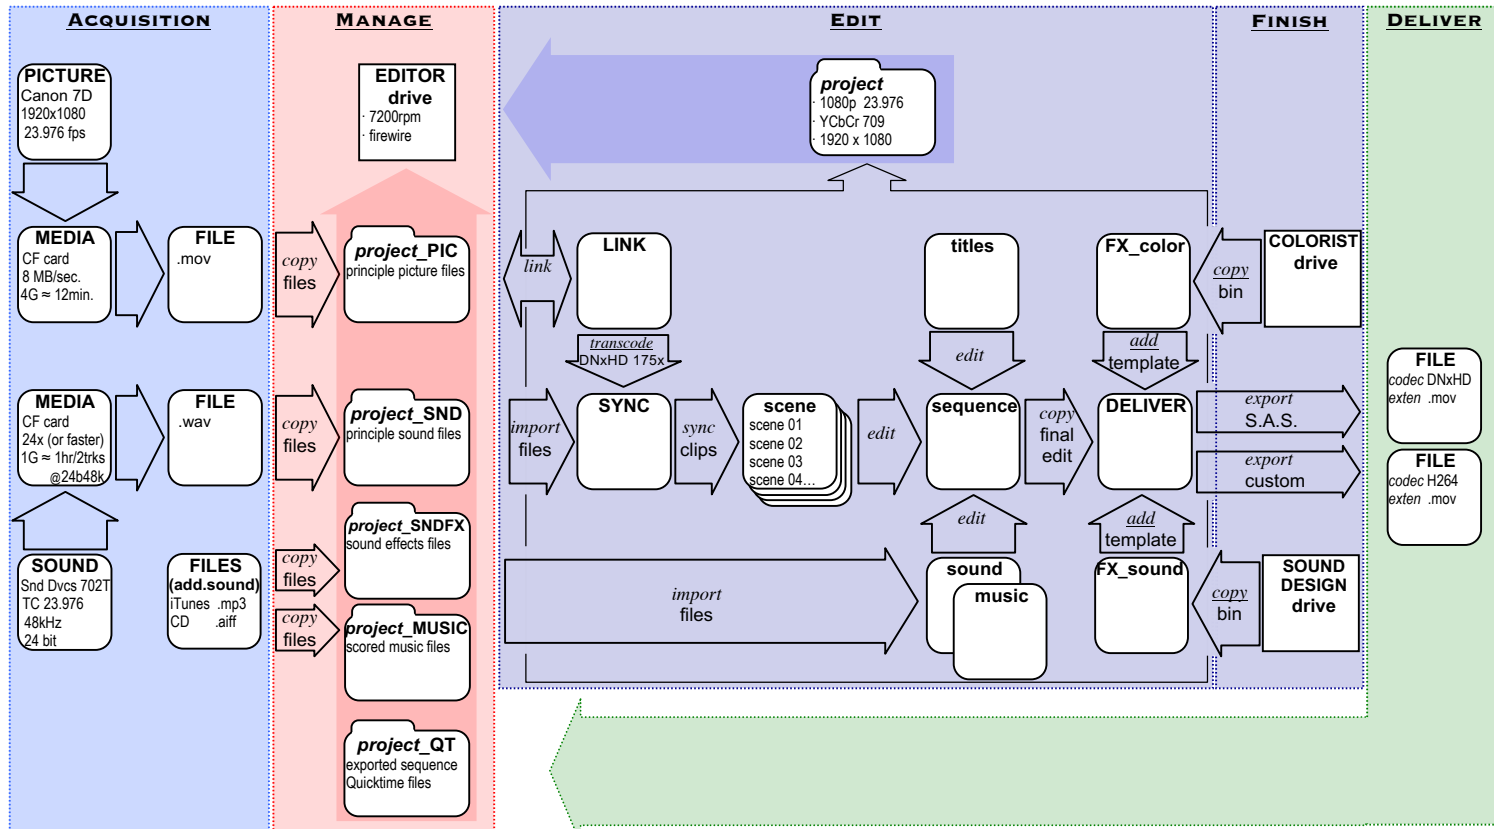 ACQUISITION
PICTURE
Canon 7D
1920x1080
23.976 fps
MEDIA
CF card
8 MB/sec.
4G ≈ 12min.
FILE
.mov
MEDIA
CF card
24x (or faster)
1G ≈ 1hr/2trks
@24b48k
FILE
.wav
SOUND
Snd Dvcs 702T
TC 23.976
48kHz
24 bit
FILES
(add.sound)
iTunes .mp3
CD .aiff
MANAGE
EDITOR
drive
· 7200rpm
· firewire
copy
files
project_PIC
principle picture files
copy
files
project_SND
principle sound files
copy
files
project_SNDFX
sound effects files
copy
files
project_MUSIC
scored music files
project_QT
exported sequence
Quicktime files
EDIT
project
· 1080p 23.976
· YCbCr 709
· 1920 x 1080
link
LINK
transcode
DNxHD 175x
import
files
SYNC
sync
clips
scene
scene 01
scene 02
scene 03
scene 04...
edit
titles
edit
sequence
edit
sound
music
import
files
copy
final
edit
FX_color
add
template
DELIVER
add
template
FX_sound
FINISH
copy
bin
COLORIST
drive
export
S.A.S.
export
custom
copy
bin
SOUND
DESIGN
drive
DELIVER
FILE
codec DNxHD
exten .mov
FILE
codec H264
exten .mov